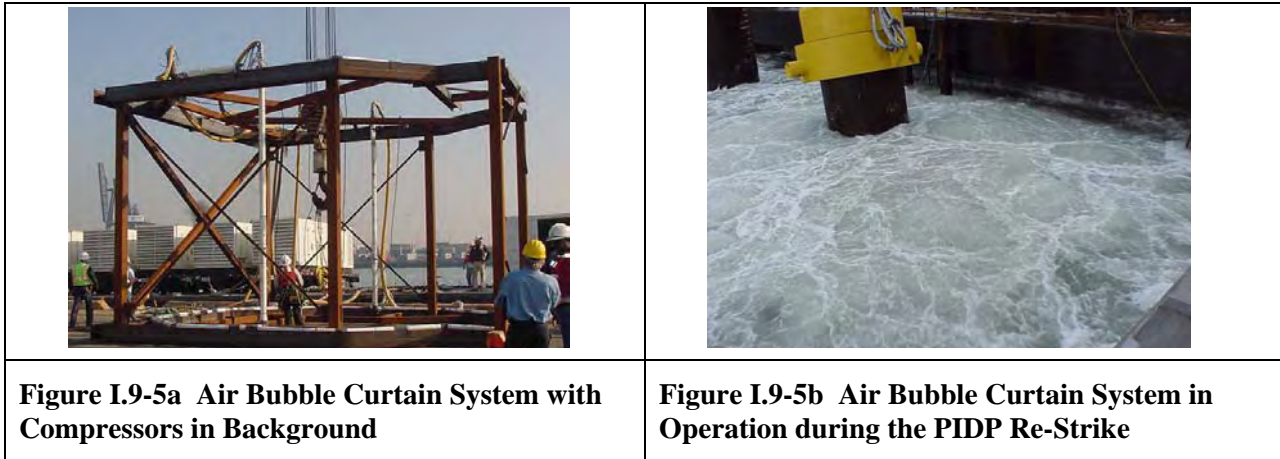 Figure I.9-5a  Air Bubble Curtain System with
Compressors in Background
Figure I.9-5b  Air Bubble Curtain System in
Operation during the PIDP Re-Strike